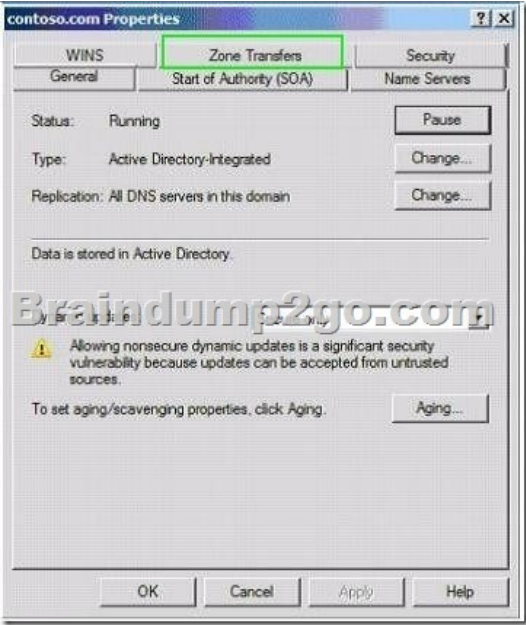 contoso.com Properties
WINS Zone Transfers Security
General Start of Authority (SOA) Name Servers
Status: Running Pause
Type: Active Directory-Integrated Change...
Replication: All DNS servers in this domain Change...
Data is stored in Active Directory.
Braindump2go.com
Allowing nonsecure dynamic updates is a significant security
vulnerability because updates can be accepted from untrusted
sources.
To set aging/scavenging properties, click Aging. Aging...
OK Cancel Apply Help